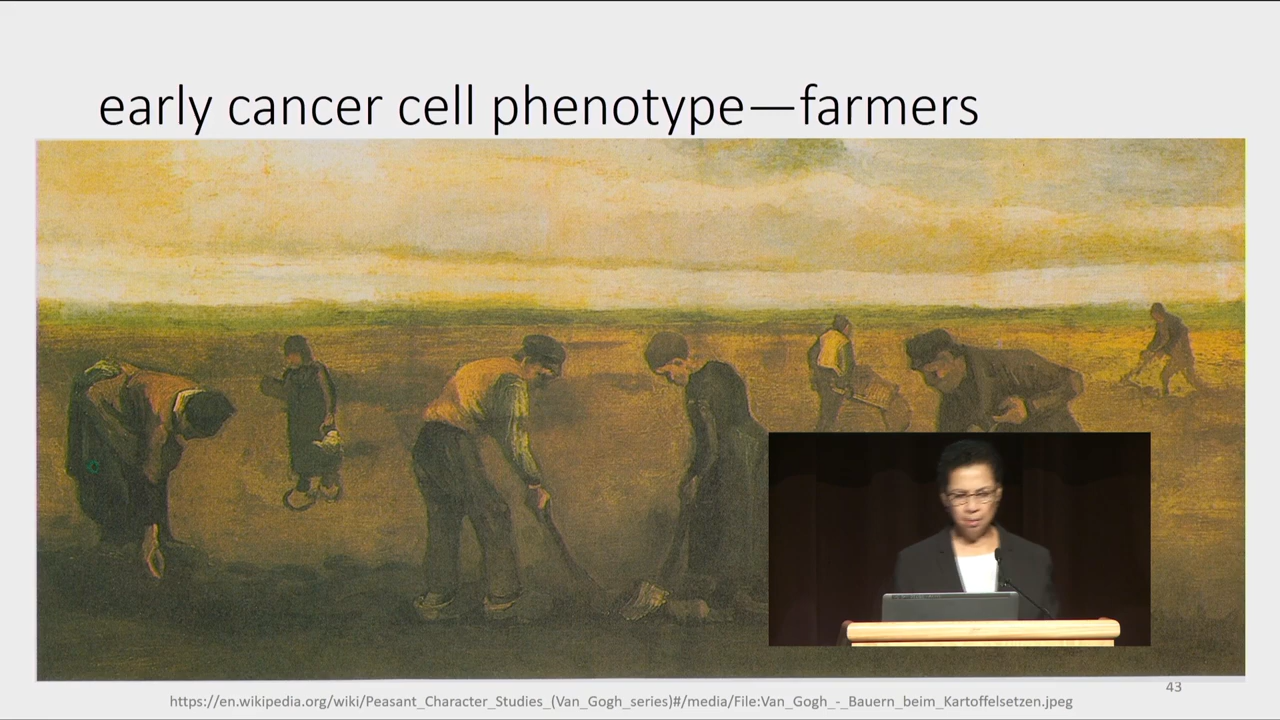 early cancer cell phenotype—farmers
43
https://en.wikipedia.org/wiki/Peasant_Character_Studies_(Van_Gogh_series)#/media/File:Van_Gogh_-_Bauern_beim_Kartoffelsetzen.jpeg